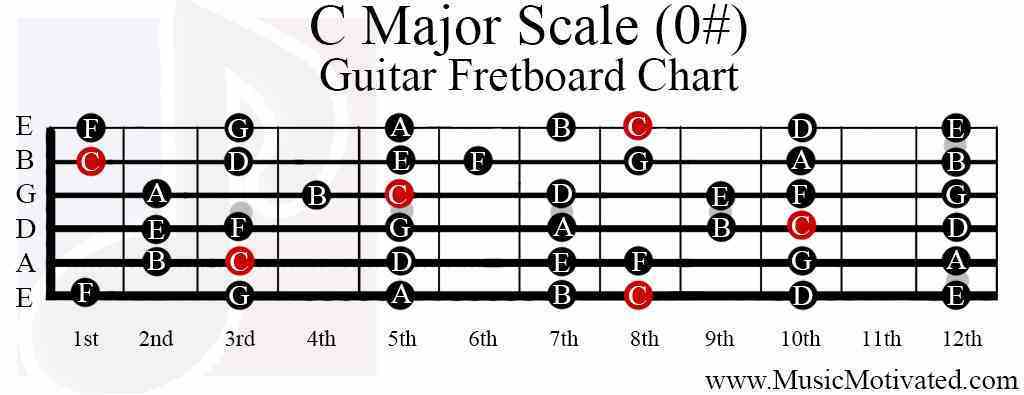 C Major Scale (0#)
Guitar Fretboard Chart
E F G A B C D E
B C D E F G A B
G A B C D E F G
D E F G A B C D
A B C D E F G A
E F G A B C D E
1st 2nd 3rd 4th 5th 6th 7th 8th 9th 10th 11th 12th
www.MusicMotivated.com